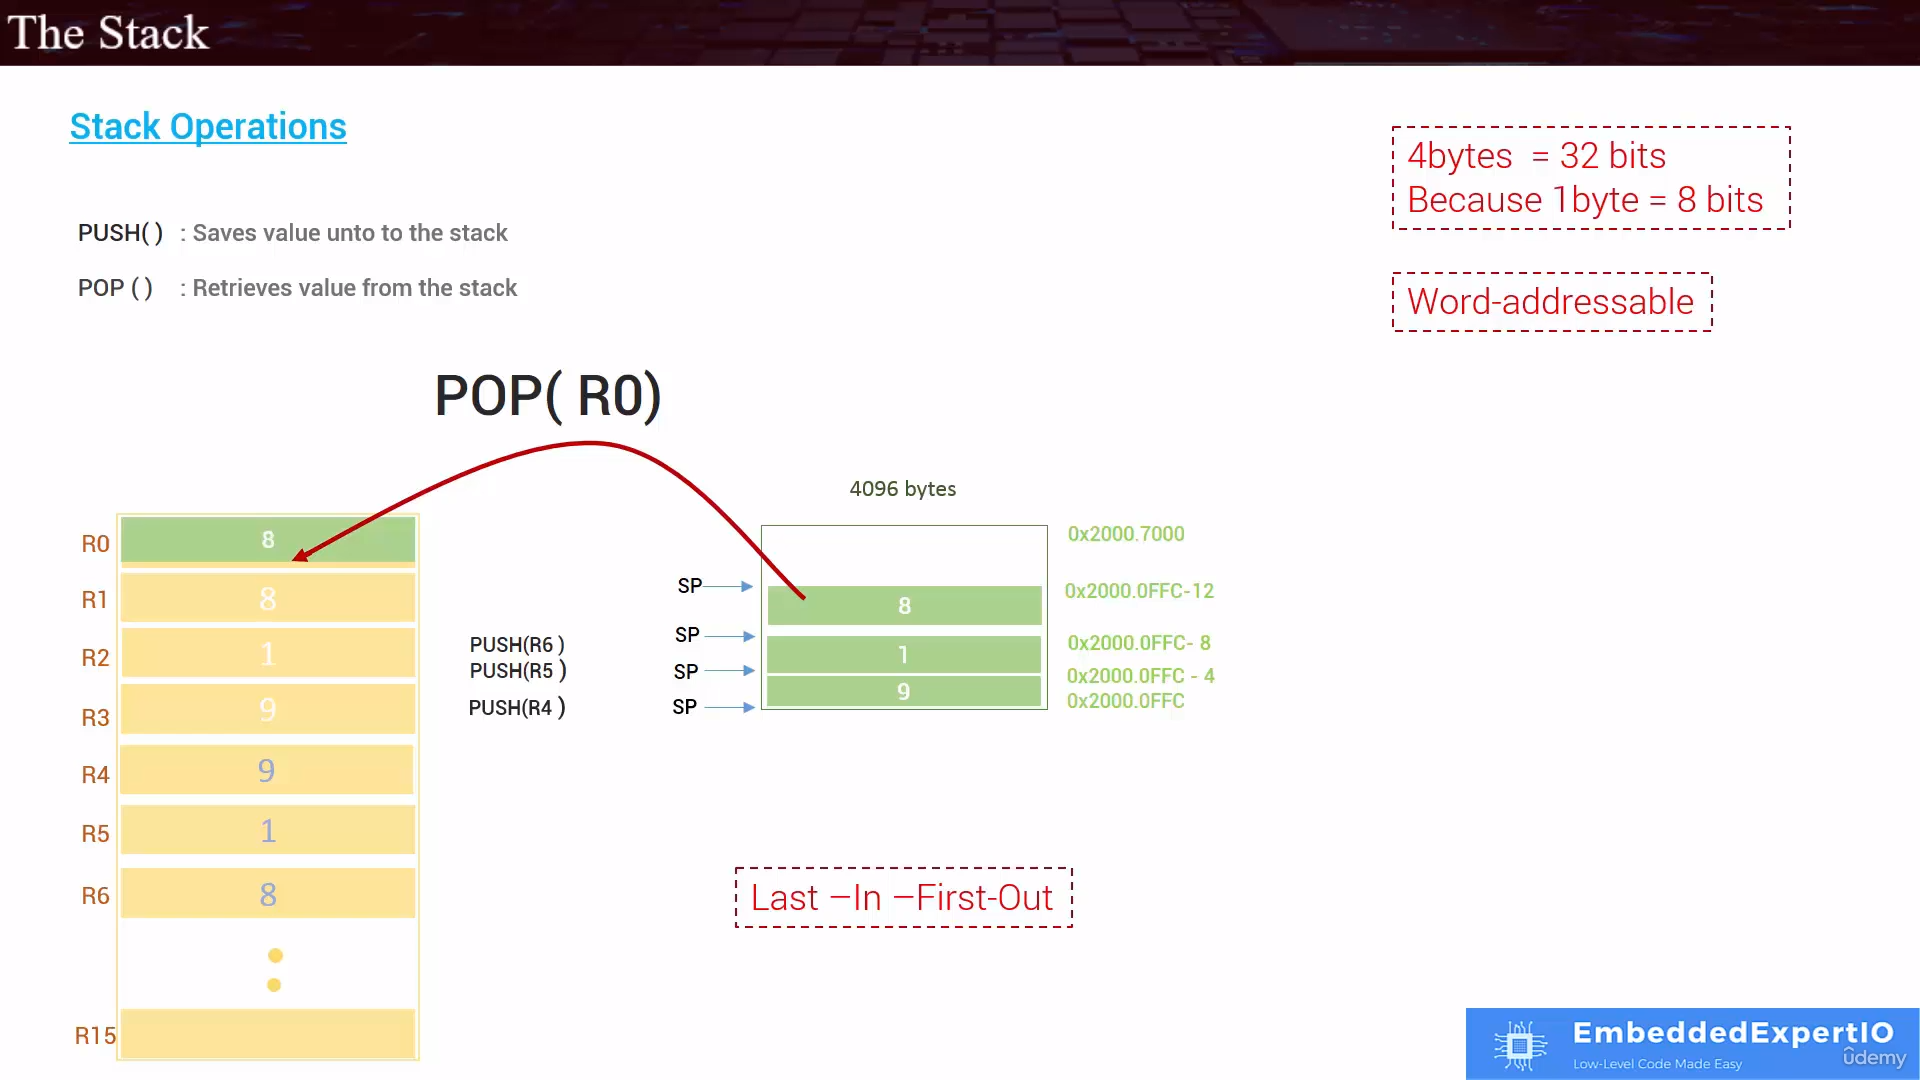 The Stack
Stack Operations
4bytes = 32 bits
Because 1byte = 8 bits
PUSH( ) : Saves value unto to the stack
POP ( ) : Retrieves value from the stack
Word-addressable
POP( R0)
4096 bytes
R0 8
R1 8
R2 1
R3 9
R4 9
R5 1
R6 8
R15
PUSH(R6 )
PUSH(R5 )
PUSH(R4 )
SP 8
SP 1
SP 9
SP
0x2000.7000
0x2000.0FFC-12
0x2000.0FFC- 8
0x2000.0FFC - 4
0x2000.0FFC
Last –In –First-Out
EmbeddedExpertIO
Low-Level Code Made Easy
ûdemy